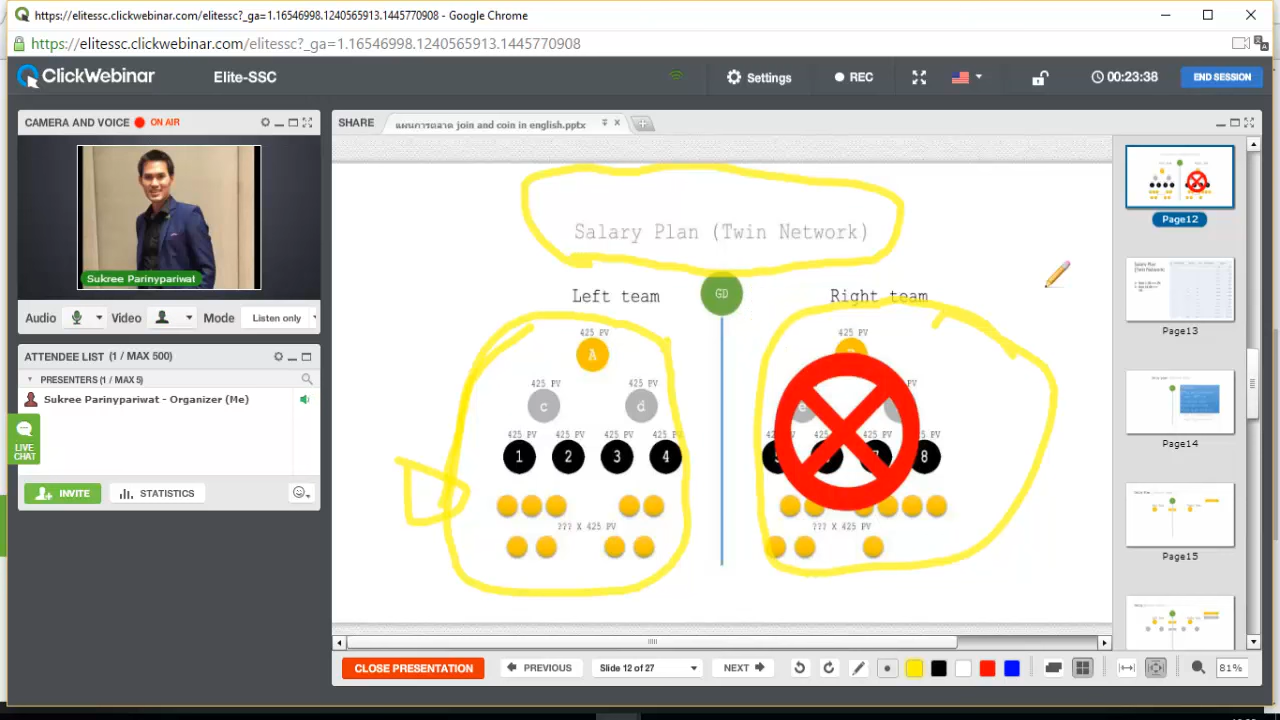 https://elitessc.clickwebinar.com/elitessc?_ga=1.16546998.1240565913.1445770908 - Google Chrome
https://elitessc.clickwebinar.com/elitessc?_ga=1.16546998.1240565913.1445770908
ClickWebinar
Elite-SSC
Settings
REC
00:23:38
END SESSION
CAMERA AND VOICE ON AIR
Sukree Parinypariwat
Audio Video Mode Listen only
ATTENDEE LIST (1 / MAX 500)
PRESENTERS (1 / MAX 5)
Sukree Parinypariwat - Organizer (Me)
LIVE
CHAT
INVITE
STATISTICS
SHARE
แผนการตลาด join and coin in english.pptx
Salary Plan (Twin Network)
Left team
GD
Right team
425 PV
425 PV
A
425 PV 425 PV
c d
425 PV 425 PV 425 PV 425 PV
1 2 3 4
425 PV
8
??? X 425 PV
??? X 425 PV
Page12
Salary Plan
(Twin Network)
Page13
Page14
Page15
CLOSE PRESENTATION
PREVIOUS
Slide 12 of 27
NEXT
81%